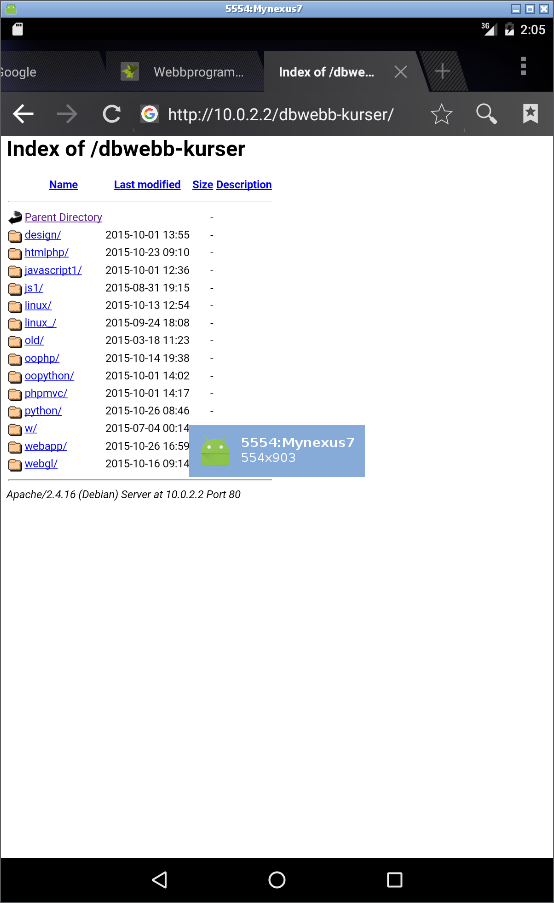 5554:Mynexus7
3G 2:05
Google Webbprogram… Index of /dbwe…
http://10.0.2.2/dbwebb-kurser/
Index of /dbwebb-kurser
Name Last modified Size Description
Parent Directory -
design/ 2015-10-01 13:55 -
htmlphp/ 2015-10-23 09:10 -
javascript1/ 2015-10-01 12:36 -
js1/ 2015-08-31 19:15 -
linux/ 2015-10-13 12:54 -
linux_/ 2015-09-24 18:08 -
old/ 2015-03-18 11:23 -
oophp/ 2015-10-14 19:38 -
oopython/ 2015-10-01 14:02 -
phpmvc/ 2015-10-01 14:17 -
python/ 2015-10-26 08:46 -
w/ 2015-07-04 00:14
webapp/ 2015-10-26 16:59
webgl/ 2015-10-16 09:14
5554:Mynexus7
554x903
Apache/2.4.16 (Debian) Server at 10.0.2.2 Port 80